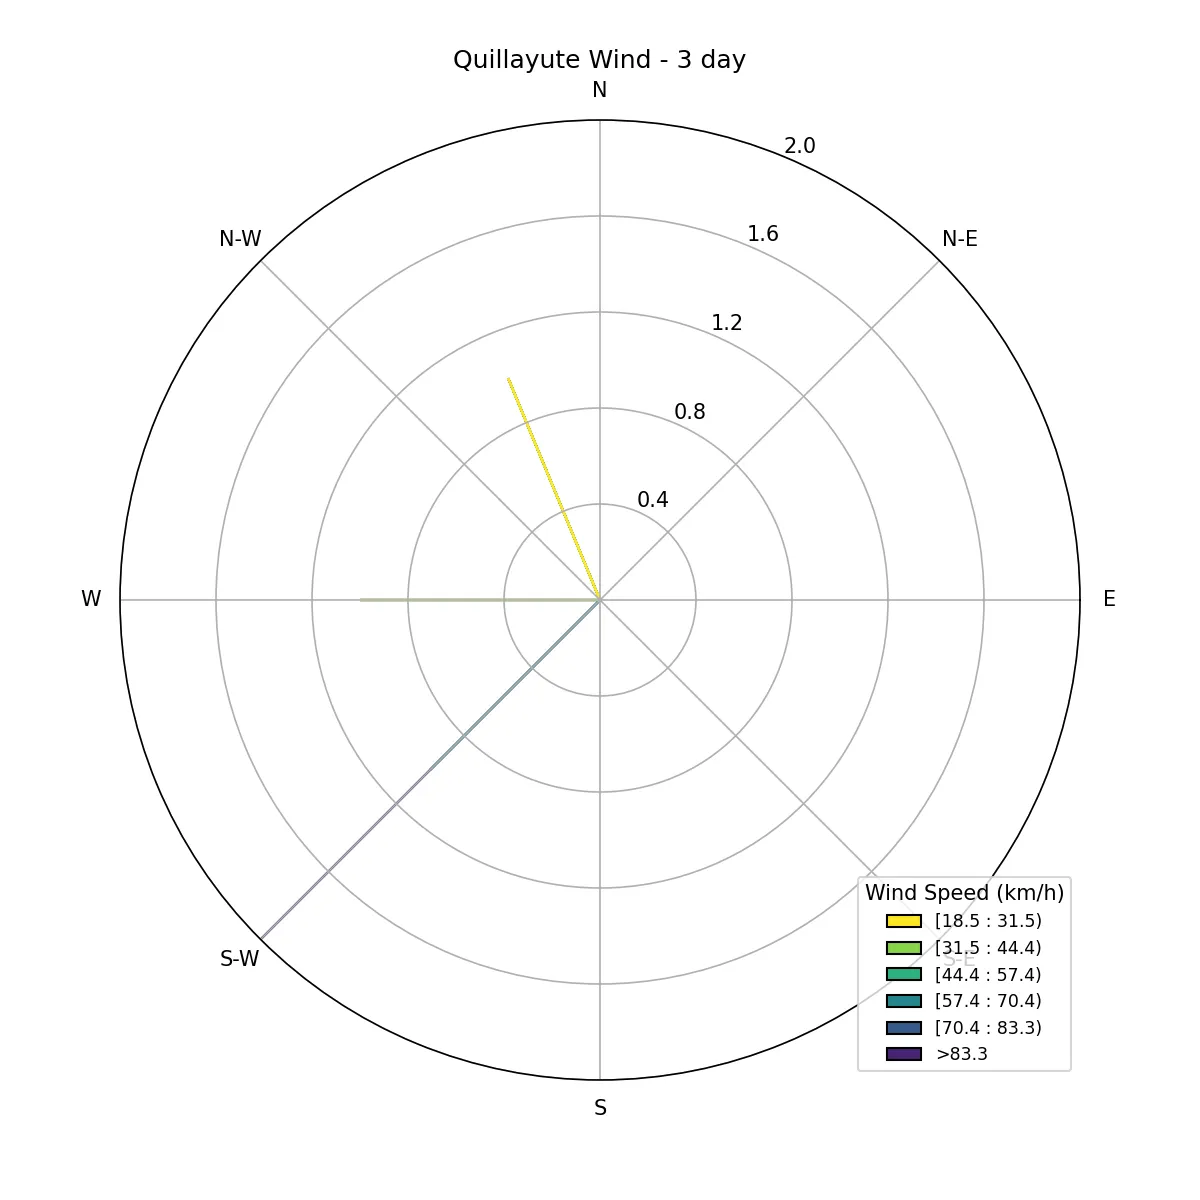 Quillayute Wind - 3 day
N
2.0
N-W
1.6
N-E
1.2
0.8
0.4
W
E
Wind Speed (km/h)
[18.5 : 31.5)
[31.5 : 44.4)
S-W
S-E
[44.4 : 57.4)
[57.4 : 70.4)
[70.4 : 83.3)
>83.3
S